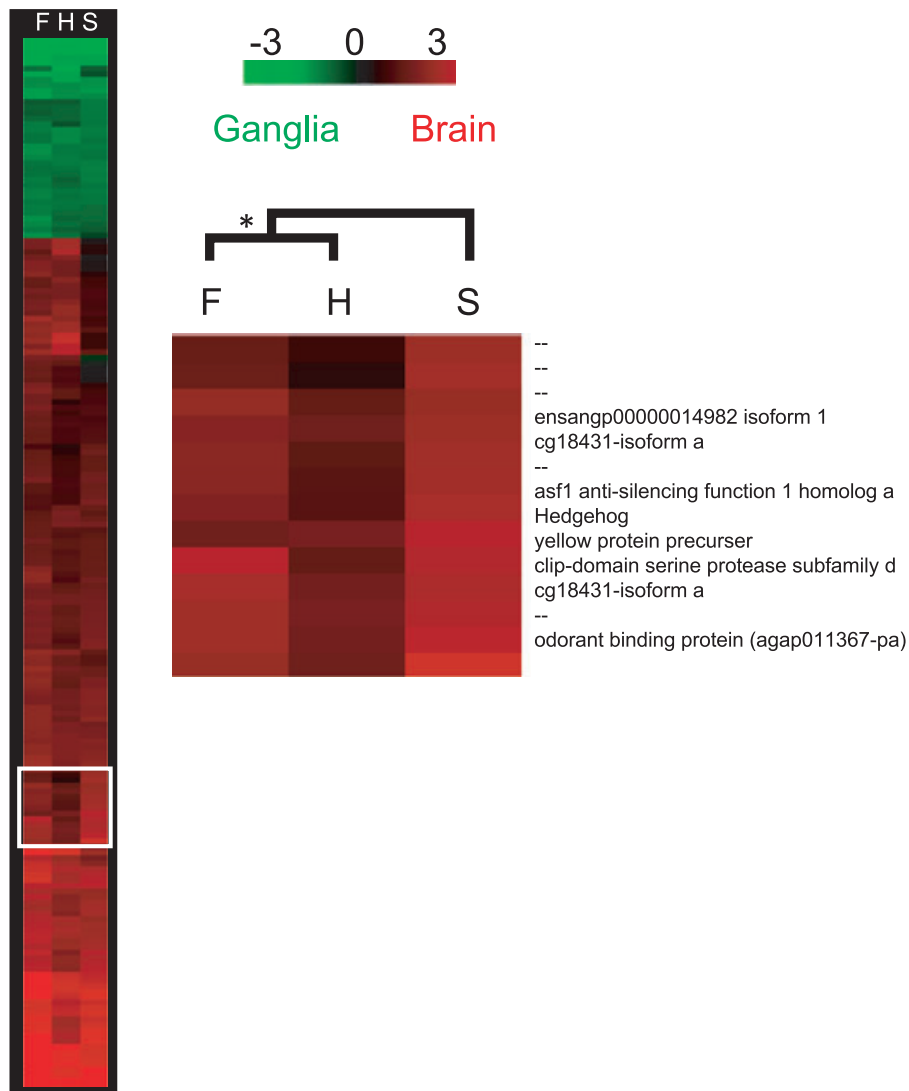 F H S
-3 0 3
Ganglia Brain
*
F H S
--
--
--
ensangp00000014982 isoform 1
cg18431-isoform a
--
asf1 anti-silencing function 1 homolog a
Hedgehog
yellow protein precurser
clip-domain serine protease subfamily d
cg18431-isoform a
--
odorant binding protein (agap011367-pa)